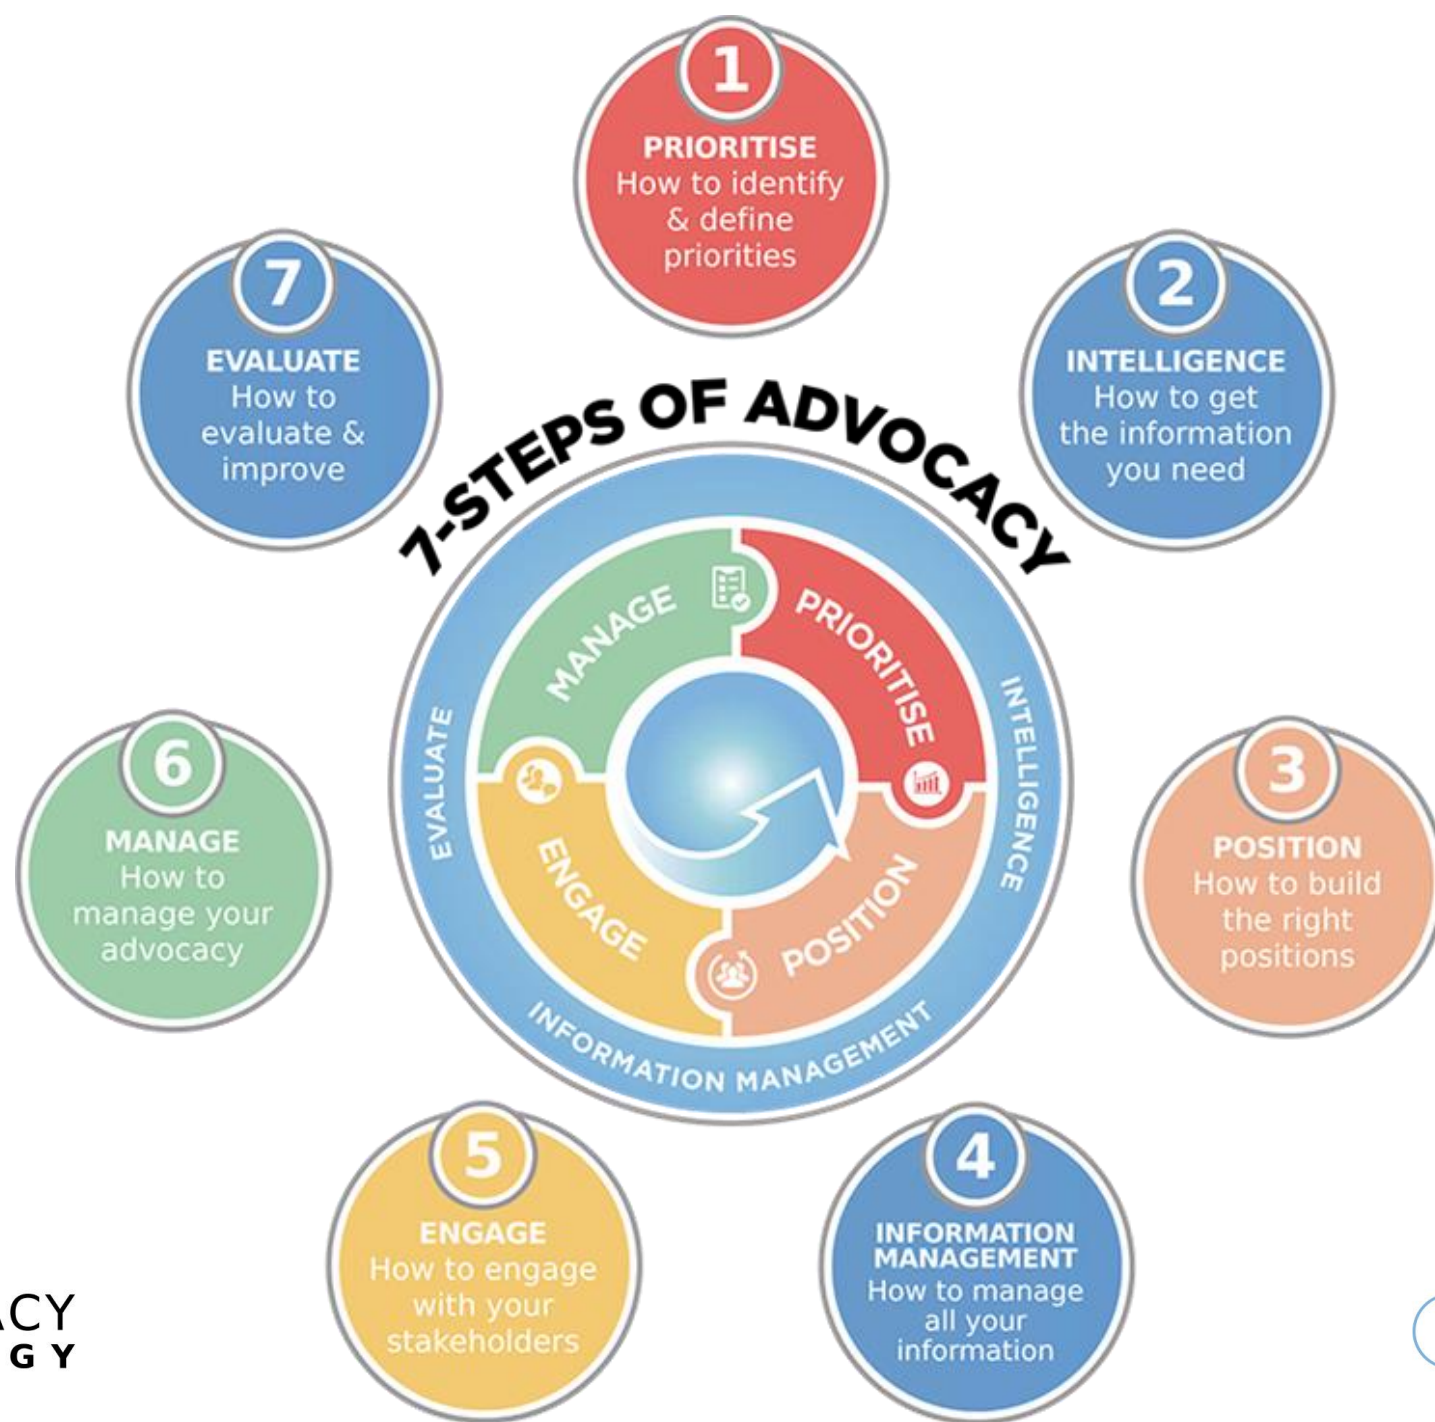 1
PRIORITISE
How to identify
& define
priorities
2
INTELLIGENCE
How to get
the information
you need
3
POSITION
How to build
the right
positions
4
INFORMATION
MANAGEMENT
How to manage
all your
information
5
ENGAGE
How to engage
with your
stakeholders
6
MANAGE
How to
manage your
advocacy
7
EVALUATE
How to
evaluate &
improve
7-STEPS OF ADVOCACY
MANAGE
PRIORITISE
POSITION
ENGAGE
EVALUATE
INTELLIGENCE
INFORMATION MANAGEMENT
ACY
GY